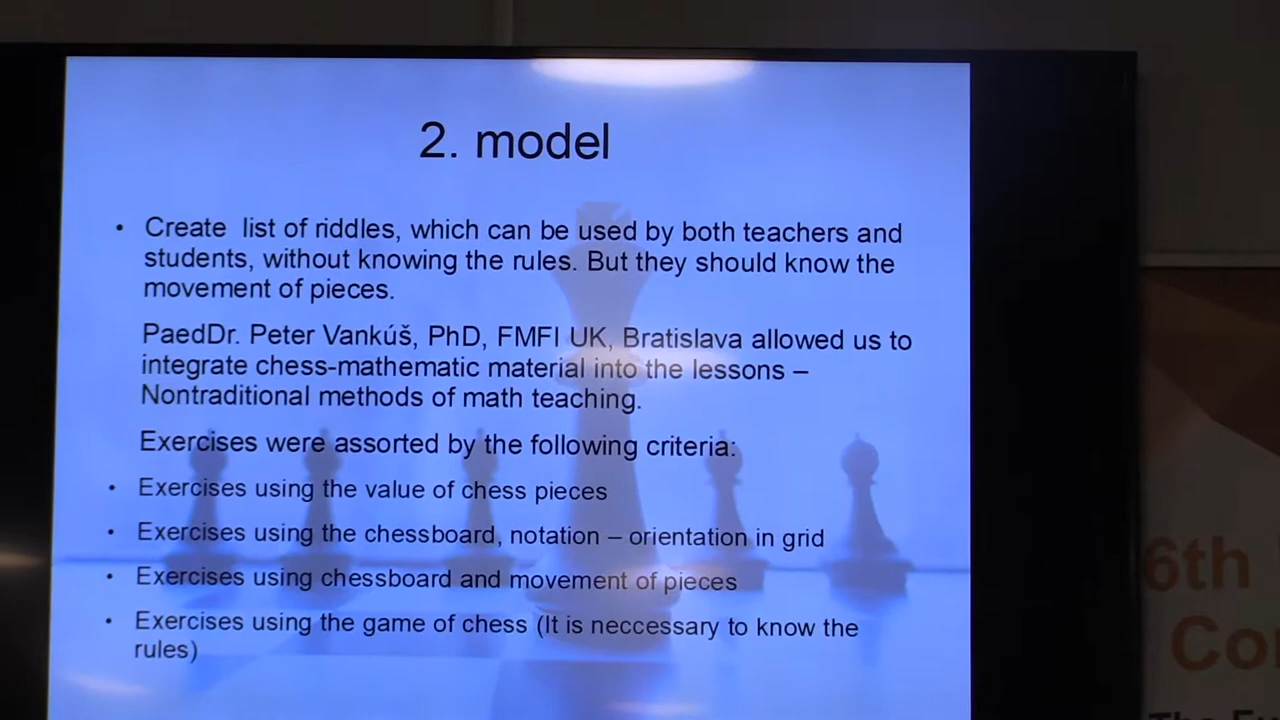 2. model
• Create list of riddles, which can be used by both teachers and
students, without knowing the rules. But they should know the
movement of pieces.
PaedDr. Peter Vankúš, PhD, FMFI UK, Bratislava allowed us to
integrate chess-mathematic material into the lessons –
Nontraditional methods of math teaching.
Exercises were assorted by the following criteria:
• Exercises using the value of chess pieces
• Exercises using the chessboard, notation – orientation in grid
• Exercises using chessboard and movement of pieces
• Exercises using the game of chess (It is neccessary to know the
rules)
6th